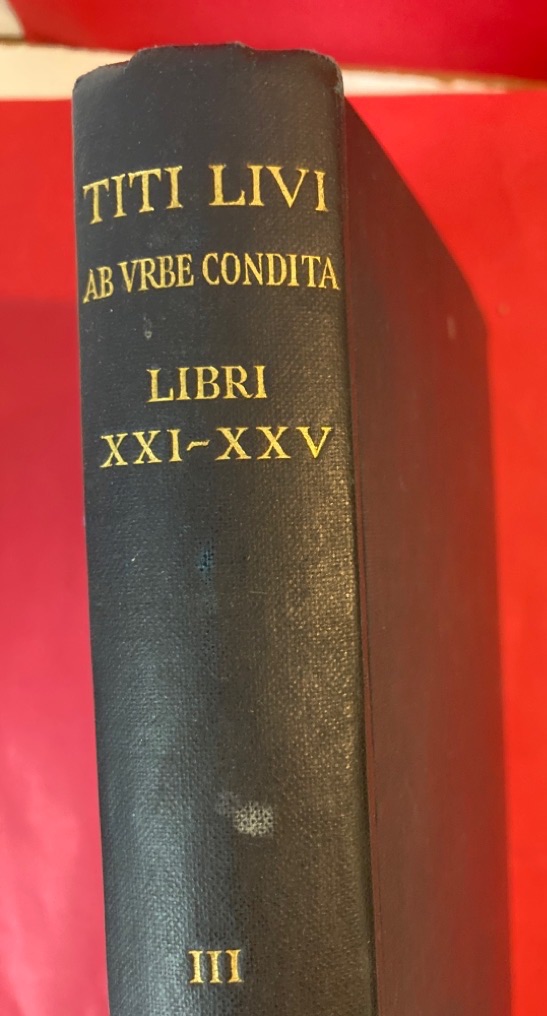 TITI LIVI
AB VRBE CONDITA
LIBRI
XXI-XXV
III